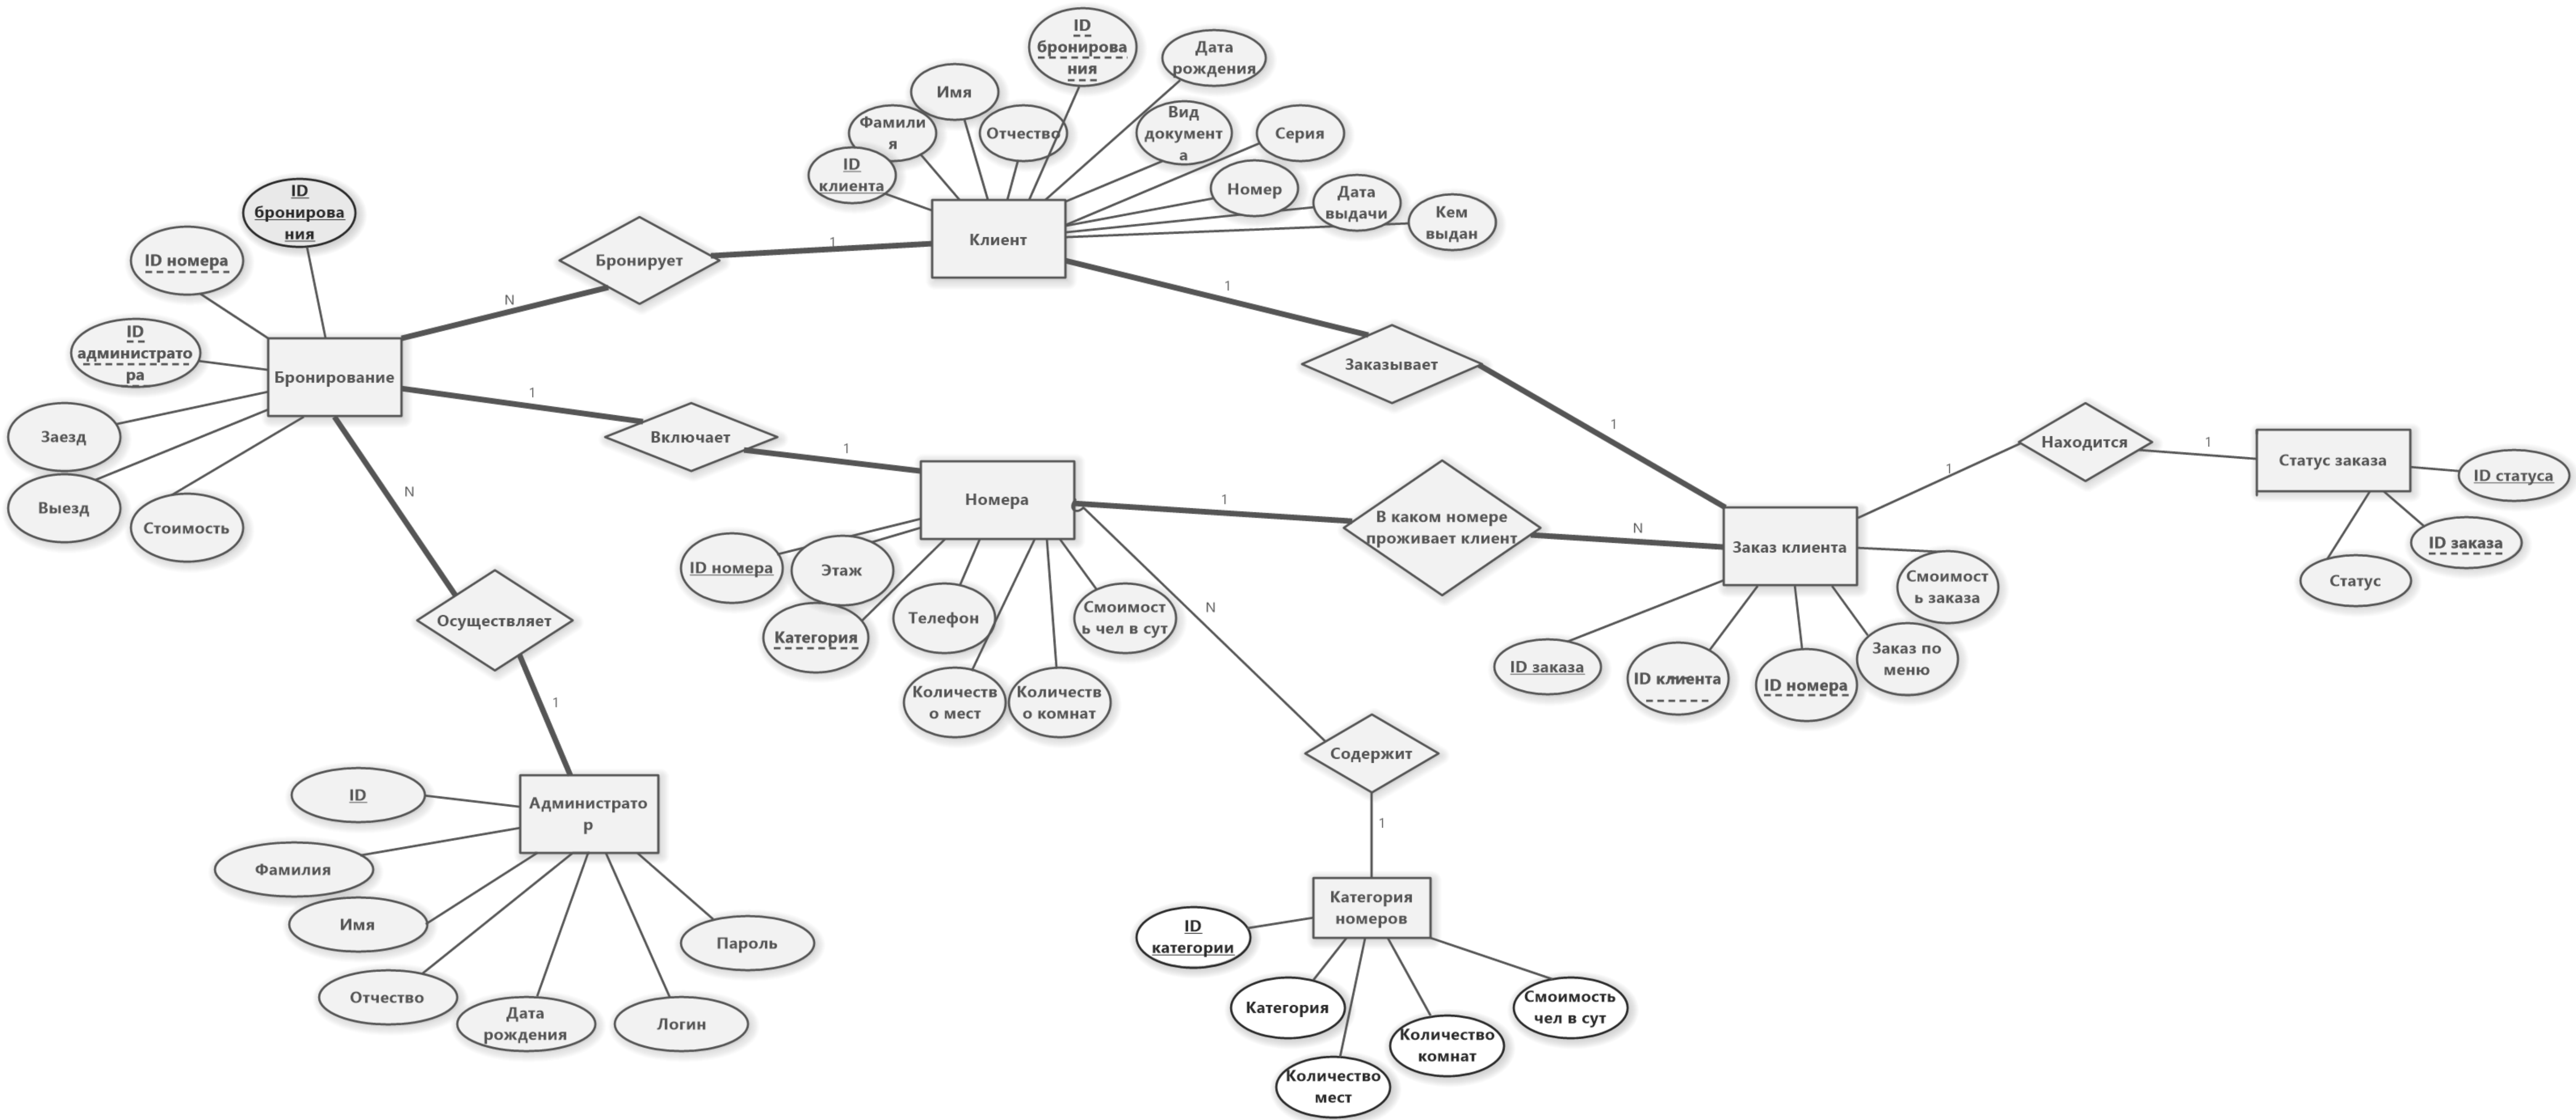 ID
бронирова
ния
Дата
рождения
Имя
Фамили
я
Отчество
Вид
документ
а
Серия
ID
клиента
Номер
Дата
выдачи
Кем
выдан
Клиент
ID
бронирова
ния
ID номера
ID
администрато
ра
Заезд
Выезд
Стоимость
Бронирование
Бронирует
1
N
1
Заказывает
1
1
Включает
1
N
Осуществляет
1
Номера
ID номера
Этаж
Категория
Телефон
Количеств
о мест
Количеств
о комнат
Смоимост
ь чел в сут
1
В каком номере
проживает клиент
N
N
Содержит
1
Заказ клиента
ID заказа
ID клиента
ID номера
Заказ по
меню
Смоимост
ь заказа
1
Находится
1
Статус заказа
ID статуса
ID заказа
Статус
Администрато
р
ID
Фамилия
Имя
Отчество
Дата
рождения
Логин
Пароль
Категория
номеров
ID
категории
Категория
Количество
мест
Количество
комнат
Смоимость
чел в сут